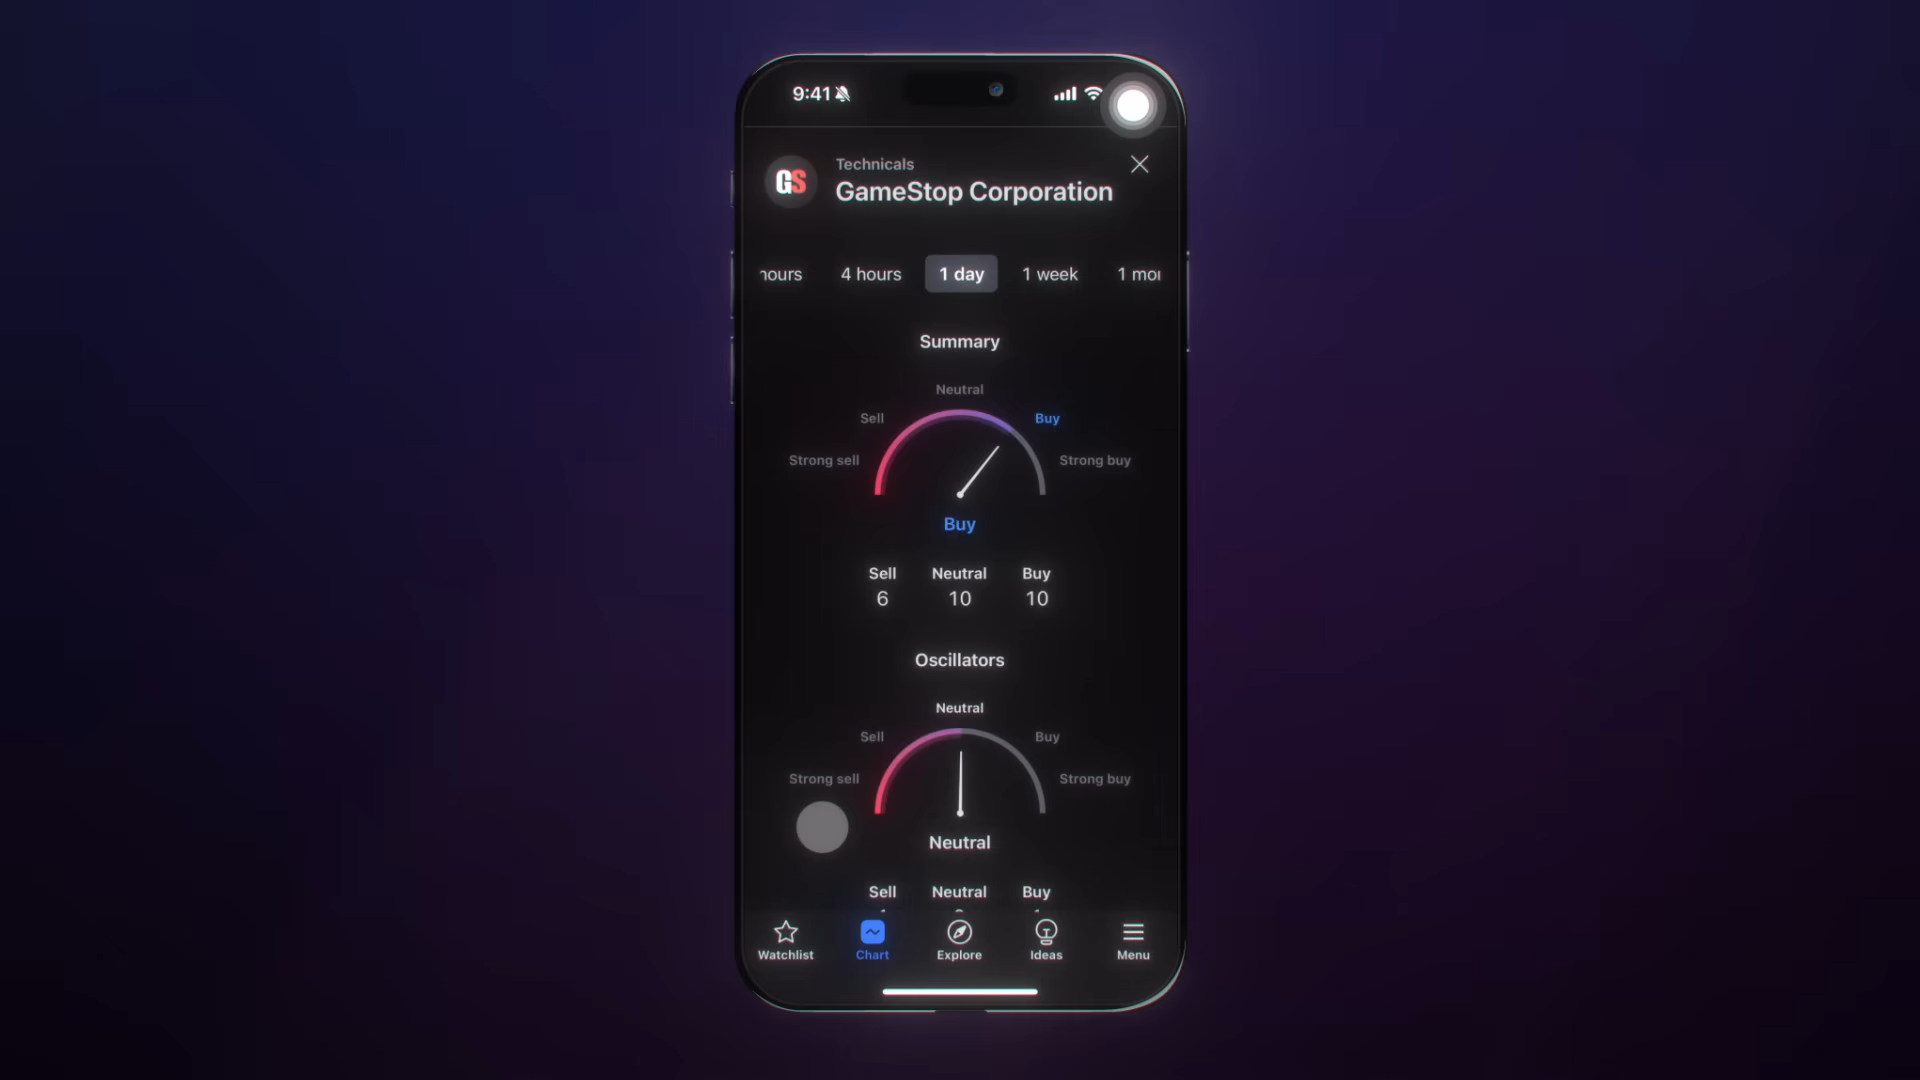 9:41
Technicals
GS
GameStop Corporation
hours 4 hours 1 day 1 week 1 mo
Summary
Neutral
Sell Buy
Strong sell Strong buy
Buy
Sell Neutral Buy
6 10 10
Oscillators
Neutral
Sell Buy
Strong sell Strong buy
Neutral
Sell Neutral Buy
Watchlist Chart Explore Ideas Menu